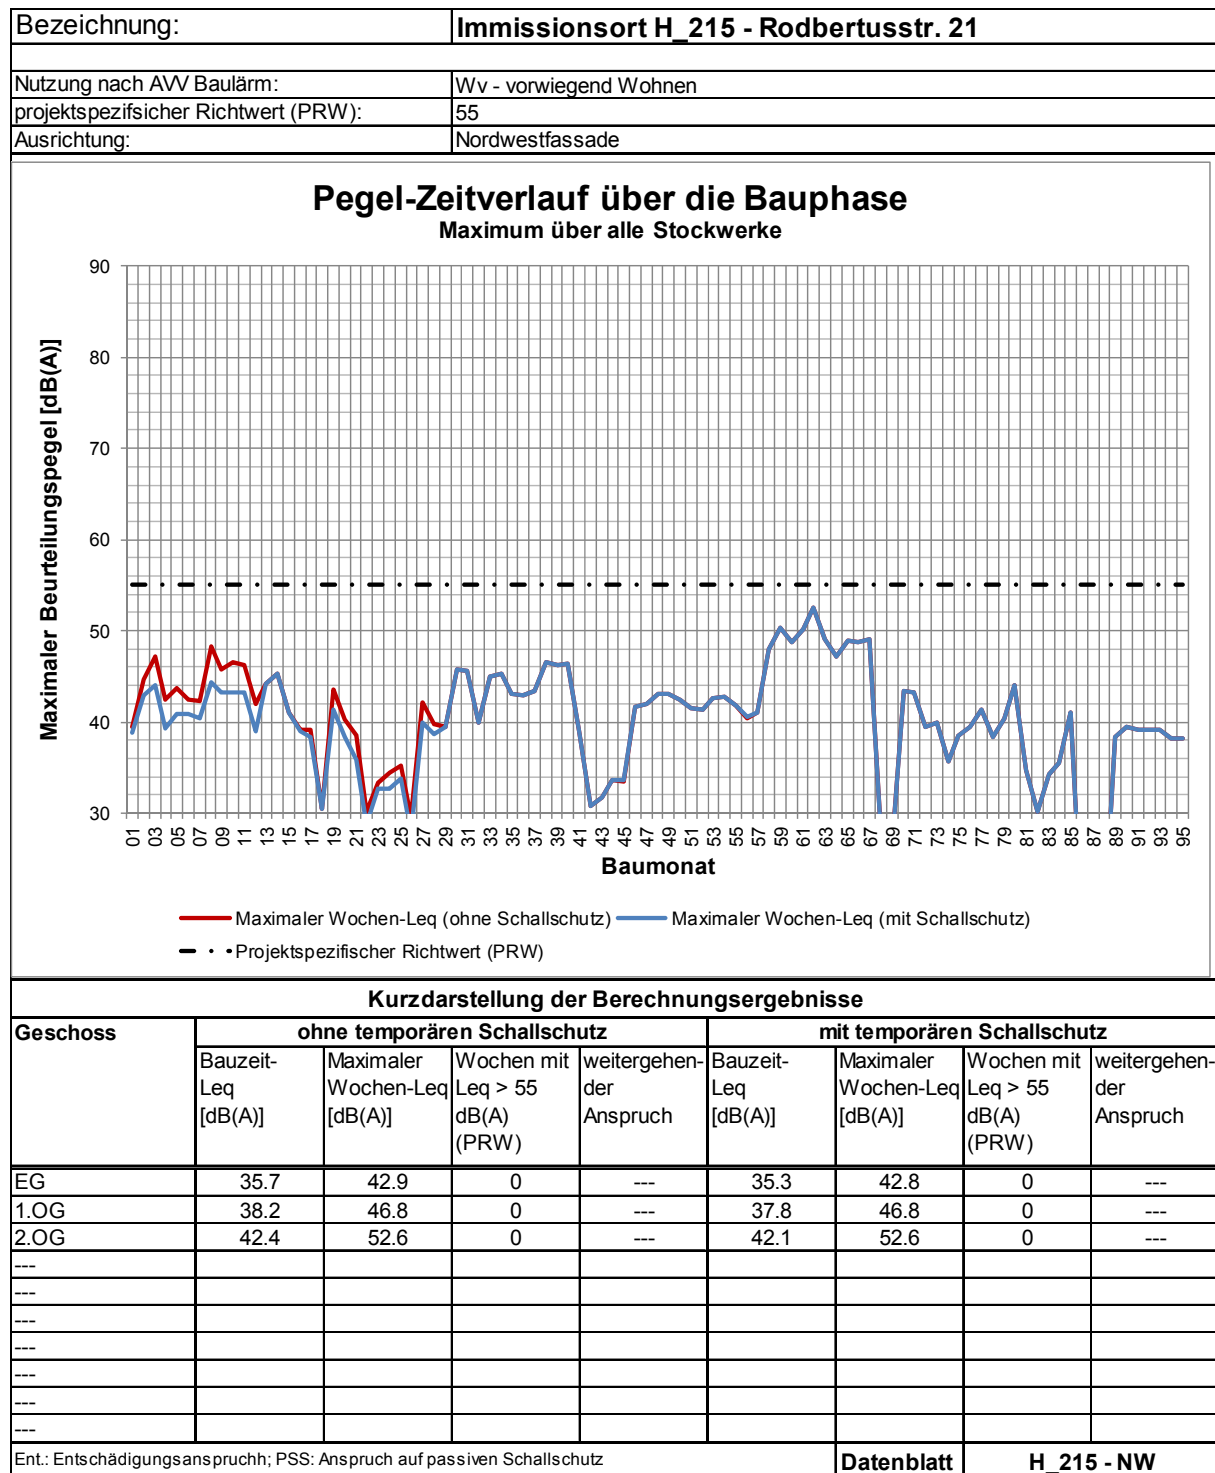 Bezeichnung: Immissionsort H_215 - Rodbertusstr. 21
Nutzung nach AVV Baulärm: Wv - vorwiegend Wohnen
projektspezifsicher Richtwert (PRW): 55
Ausrichtung: Nordwestfassade
Pegel-Zeitverlauf über die Bauphase
Maximum über alle Stockwerke
Maximaler Beurteilungspegel [dB(A)]
90
80
70
60
50
40
30
01 03 05 07 09 11 13 15 17 19 21 23 25 27 29 31 33 35 37 39 41 43 45 47 49 51 53 55 57 59 61 63 65 67 69 71 73 75 77 79 81 83 85 87 89 91 93 95
Baumonat
Maximaler Wochen-Leq (ohne Schallschutz) Maximaler Wochen-Leq (mit Schallschutz)
Projektspezifischer Richtwert (PRW)
Kurzdarstellung der Berechnungsergebnisse
Geschoss ohne temporären Schallschutz mit temporären Schallschutz
Bauzeit- Maximaler Wochen mit weitergehen- Bauzeit- Maximaler Wochen mit weitergehen-
Leq Wochen-Leq Leq > 55 der Leq Wochen-Leq Leq > 55 der
[dB(A)] [dB(A)] dB(A) Anspruch [dB(A)] [dB(A)] dB(A) Anspruch
(PRW) (PRW)
EG 35.7 42.9 0 --- 35.3 42.8 0 ---
1.OG 38.2 46.8 0 --- 37.8 46.8 0 ---
2.OG 42.4 52.6 0 --- 42.1 52.6 0 ---
---
---
---
---
---
---
---
Ent.: Entschädigungsanspruchh; PSS: Anspruch auf passiven Schallschutz Datenblatt H_215 - NW